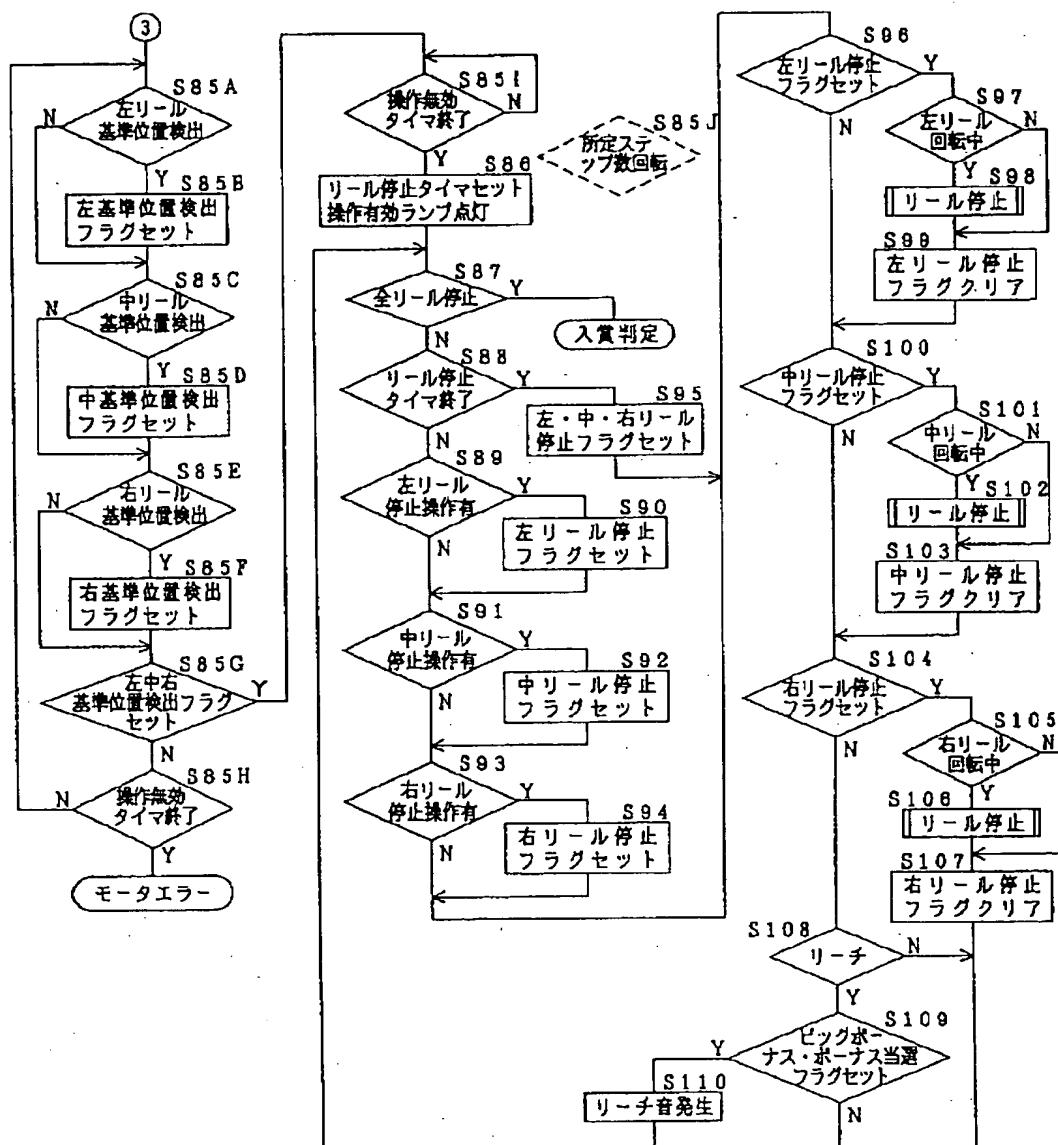 3
S85A
左リール
基準位置検出
N
Y
S85B
左基準位置検出
フラグセット
S85C
中リール
基準位置検出
N
Y
S85D
中基準位置検出
フラグセット
S85E
右リール
基準位置検出
N
Y
S85F
右基準位置検出
フラグセット
S85G
左中右
基準位置検出フラグ
セット
Y
N
S85H
操作無効
タイマ終了
N
Y
モータエラー
S85I
操作無効
タイマ終了
N
Y
S85J
所定ステ
ップ数回転
S86
リール停止タイマセット
操作有効ランプ点灯
S87
全リール停止
Y
入賞判定
N
S88
リール停止
タイマ終了
Y
S95
左・中・右リール
停止フラグセット
N
S89
左リール
停止操作有
Y
S90
左リール停止
フラグセット
N
S91
中リール
停止操作有
Y
S92
中リール停止
フラグセット
N
S93
右リール
停止操作有
Y
S94
右リール停止
フラグセット
N
S96
左リール停止
フラグセット
Y
S97
左リール
回転中
N
N
Y
S98
リール停止
S99
左リール停止
フラグクリア
S100
中リール停止
フラグセット
Y
S101
中リール
回転中
N
N
Y
S102
リール停止
S103
中リール停止
フラグクリア
S104
右リール停止
フラグセット
Y
S105
右リール
回転中
N
N
Y
S106
リール停止
S107
右リール停止
フラグクリア
S108
リーチ
N
Y
S109
ビッグボー
ナス・ボーナス当選
フラグセット
Y
S110
リーチ音発生
N